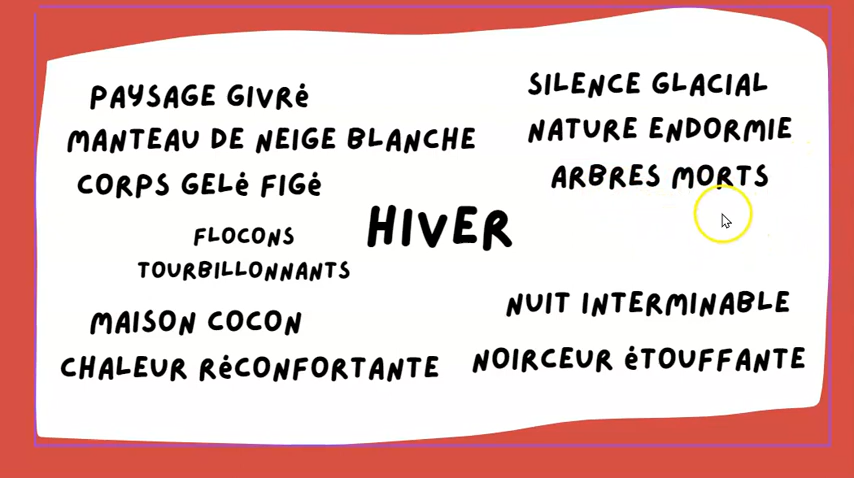 PAYSAGE GIVRÉ
MANTEAU DE NEIGE BLANCHE
CORPS GELÉ FIGÉ
FLOCONS
TOURBILLONNANTS
MAISON COCON
CHALEUR RÉCONFORTANTE
HIVER
SILENCE GLACIAL
NATURE ENDORMIE
ARBRES MORTS
NUIT INTERMINABLE
NOIRCEUR ÉTOUFFANTE